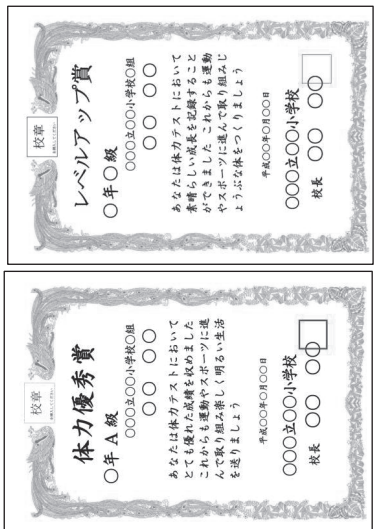 校章
レベルアップ賞
○年○級
○○○立○○小学校○組
○○ ○○
あなたは体力テストにおいて
素晴らしい成長を記録すること
ができました これからも運動
やスポーツに進んで取り組みじ
ょうぶな体をつくりましょう
平成○○年○月○○日
○○○立○○小学校
校長 ○○ ○○
校章
体力優秀賞
○年A級
○○○立○○小学校○組
○○ ○○
あなたは体力テストにおいて
とても優れた成績を収めました
これからも運動やスポーツに進
んで取り組み楽しく明るい生活
を送りましょう
平成○○年○月○○日
○○○立○○小学校
校長 ○○ ○○